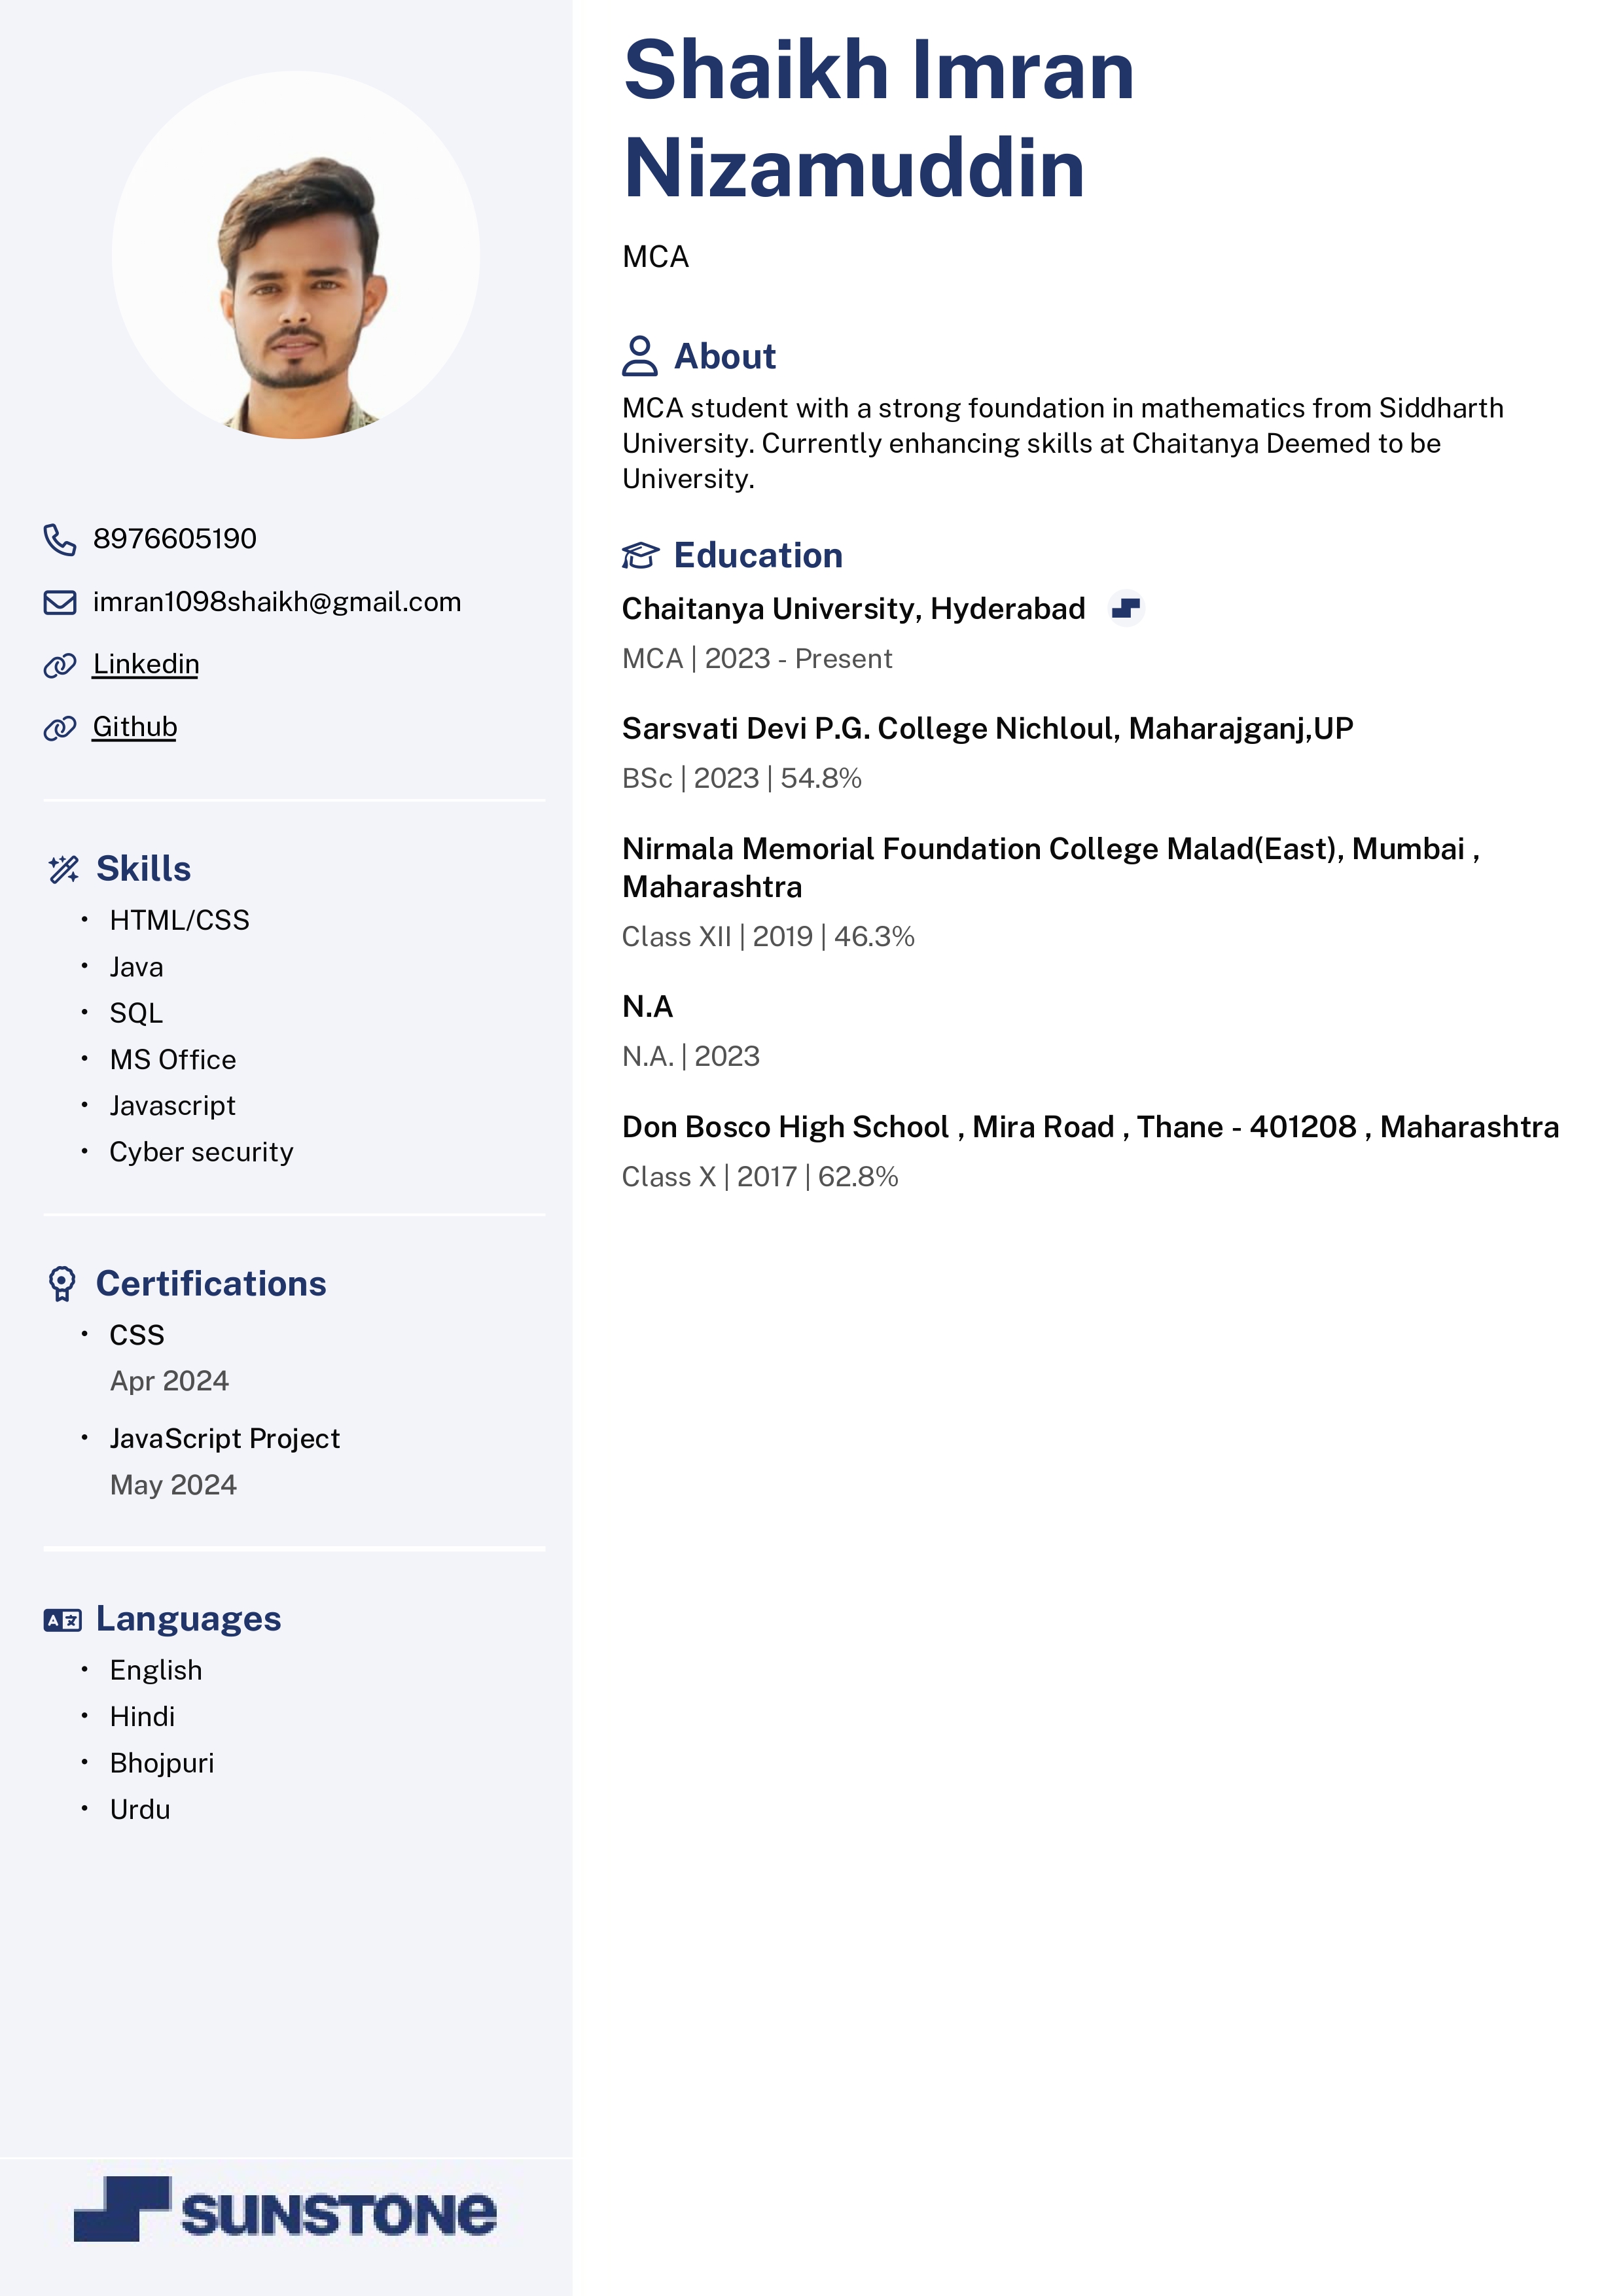 Shaikh Imran
Nizamuddin
MCA
About
MCA student with a strong foundation in mathematics from Siddharth
University. Currently enhancing skills at Chaitanya Deemed to be
University.
Education
Chaitanya University, Hyderabad
MCA | 2023 - Present
Sarsvati Devi P.G. College Nichloul, Maharajganj,UP
BSc | 2023 | 54.8%
Nirmala Memorial Foundation College Malad(East), Mumbai ,
Maharashtra
Class XII | 2019 | 46.3%
N.A
N.A. | 2023
Don Bosco High School , Mira Road , Thane - 401208 , Maharashtra
Class X | 2017 | 62.8%
8976605190
imran1098shaikh@gmail.com
Linkedin
Github
Skills
• HTML/CSS
• Java
• SQL
• MS Office
• Javascript
• Cyber security
Certifications
• CSS
Apr 2024
• JavaScript Project
May 2024
Languages
• English
• Hindi
• Bhojpuri
• Urdu
SUNSTONE